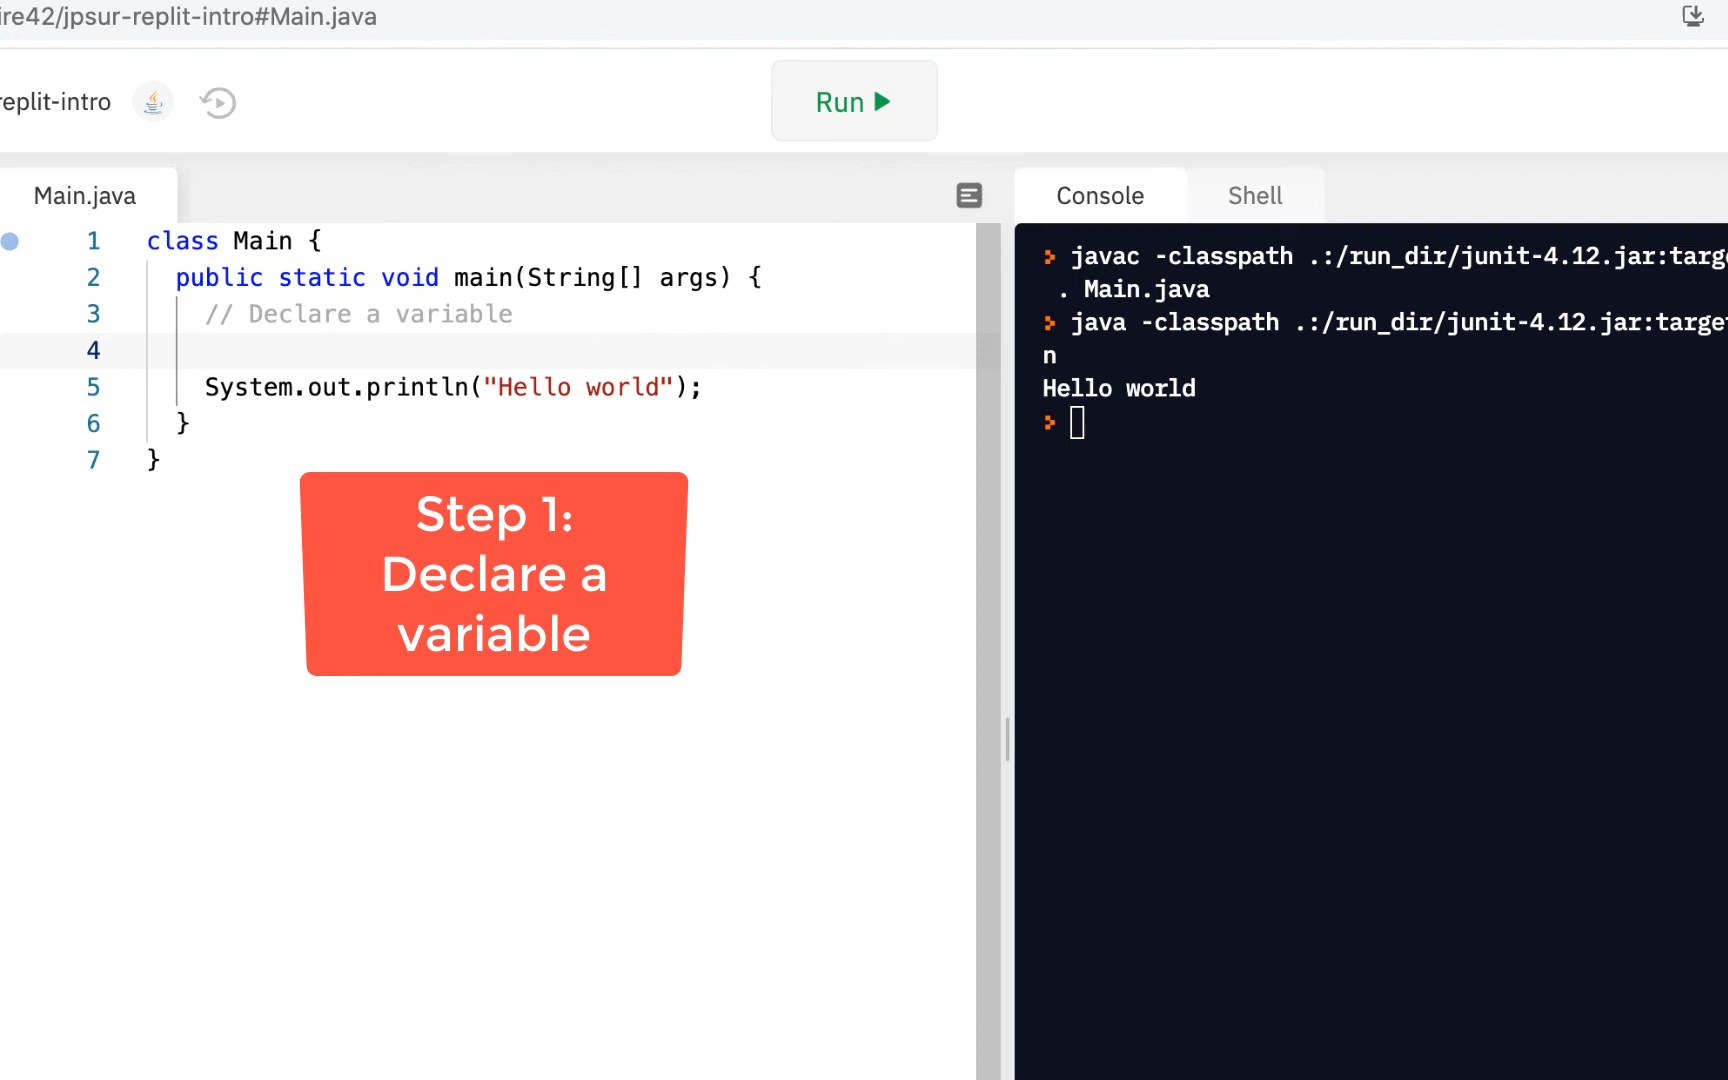 ire42/jpsur-replit-intro#Main.java
replit-intro
Run
Main.java
Console
Shell
1 class Main {
2 public static void main(String[] args) {
3 // Declare a variable
4
5 System.out.println("Hello world");
6 }
7 }
javac -classpath .:/run_dir/junit-4.12.jar:targe
. Main.java
java -classpath .:/run_dir/junit-4.12.jar:target
n
Hello world
Step 1:
Declare a
variable